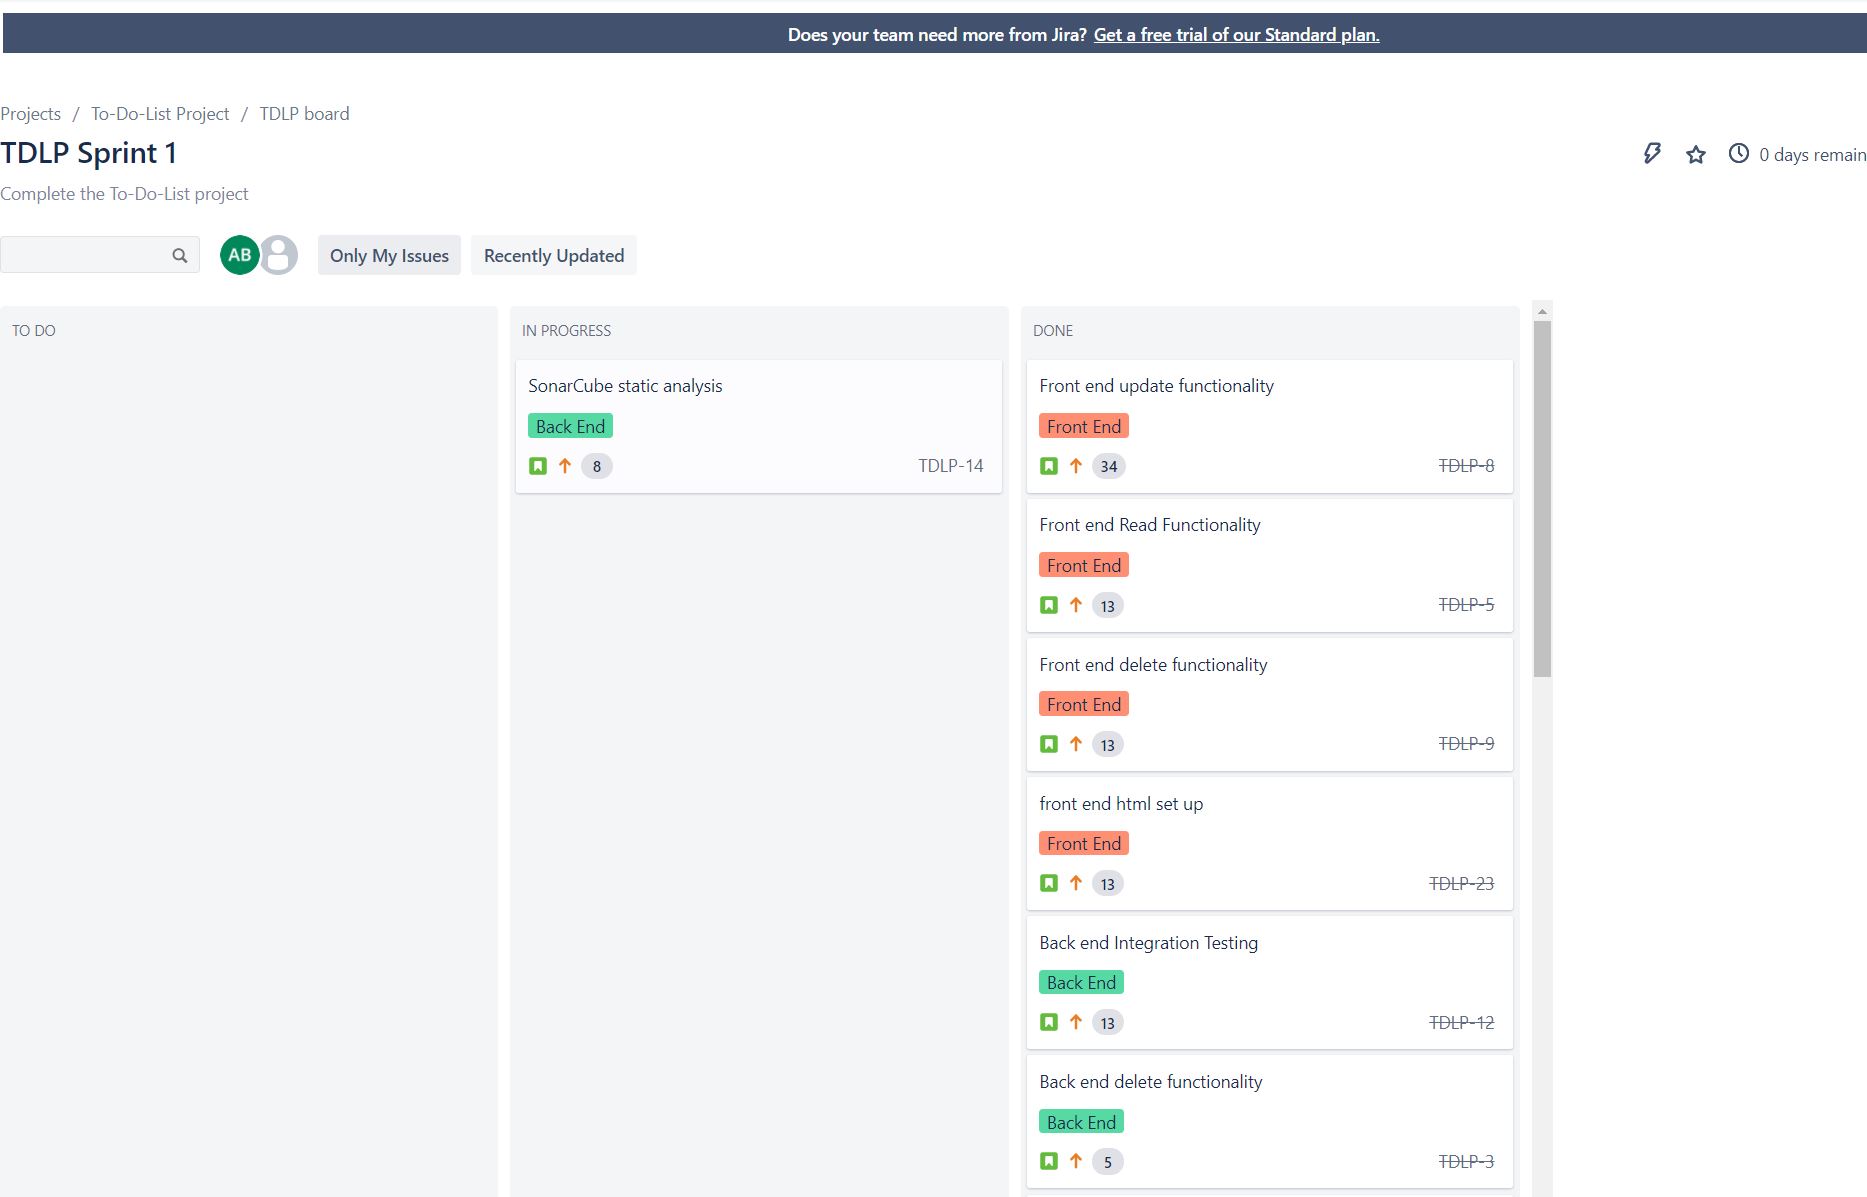 Does your team need more from Jira? Get a free trial of our Standard plan.
Projects / To-Do-List Project / TDLP board
TDLP Sprint 1
0 days remain
Complete the To-Do-List project
AB
Only My Issues
Recently Updated
TO DO
IN PROGRESS
SonarCube static analysis
Back End
8
TDLP-14
DONE
Front end update functionality
Front End
34
TDLP-8
Front end Read Functionality
Front End
13
TDLP-5
Front end delete functionality
Front End
13
TDLP-9
front end html set up
Front End
13
TDLP-23
Back end Integration Testing
Back End
13
TDLP-12
Back end delete functionality
Back End
5
TDLP-3